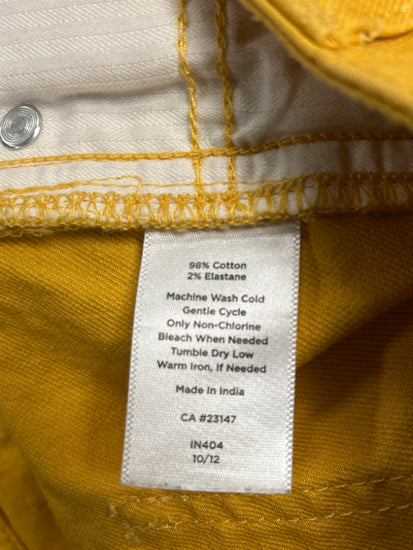 98% Cotton
2% Elastane
Machine Wash Cold
Gentle Cycle
Only Non-Chlorine
Bleach When Needed
Tumble Dry Low
Warm Iron, If Needed
Made In India
CA #23147
IN404
10/12